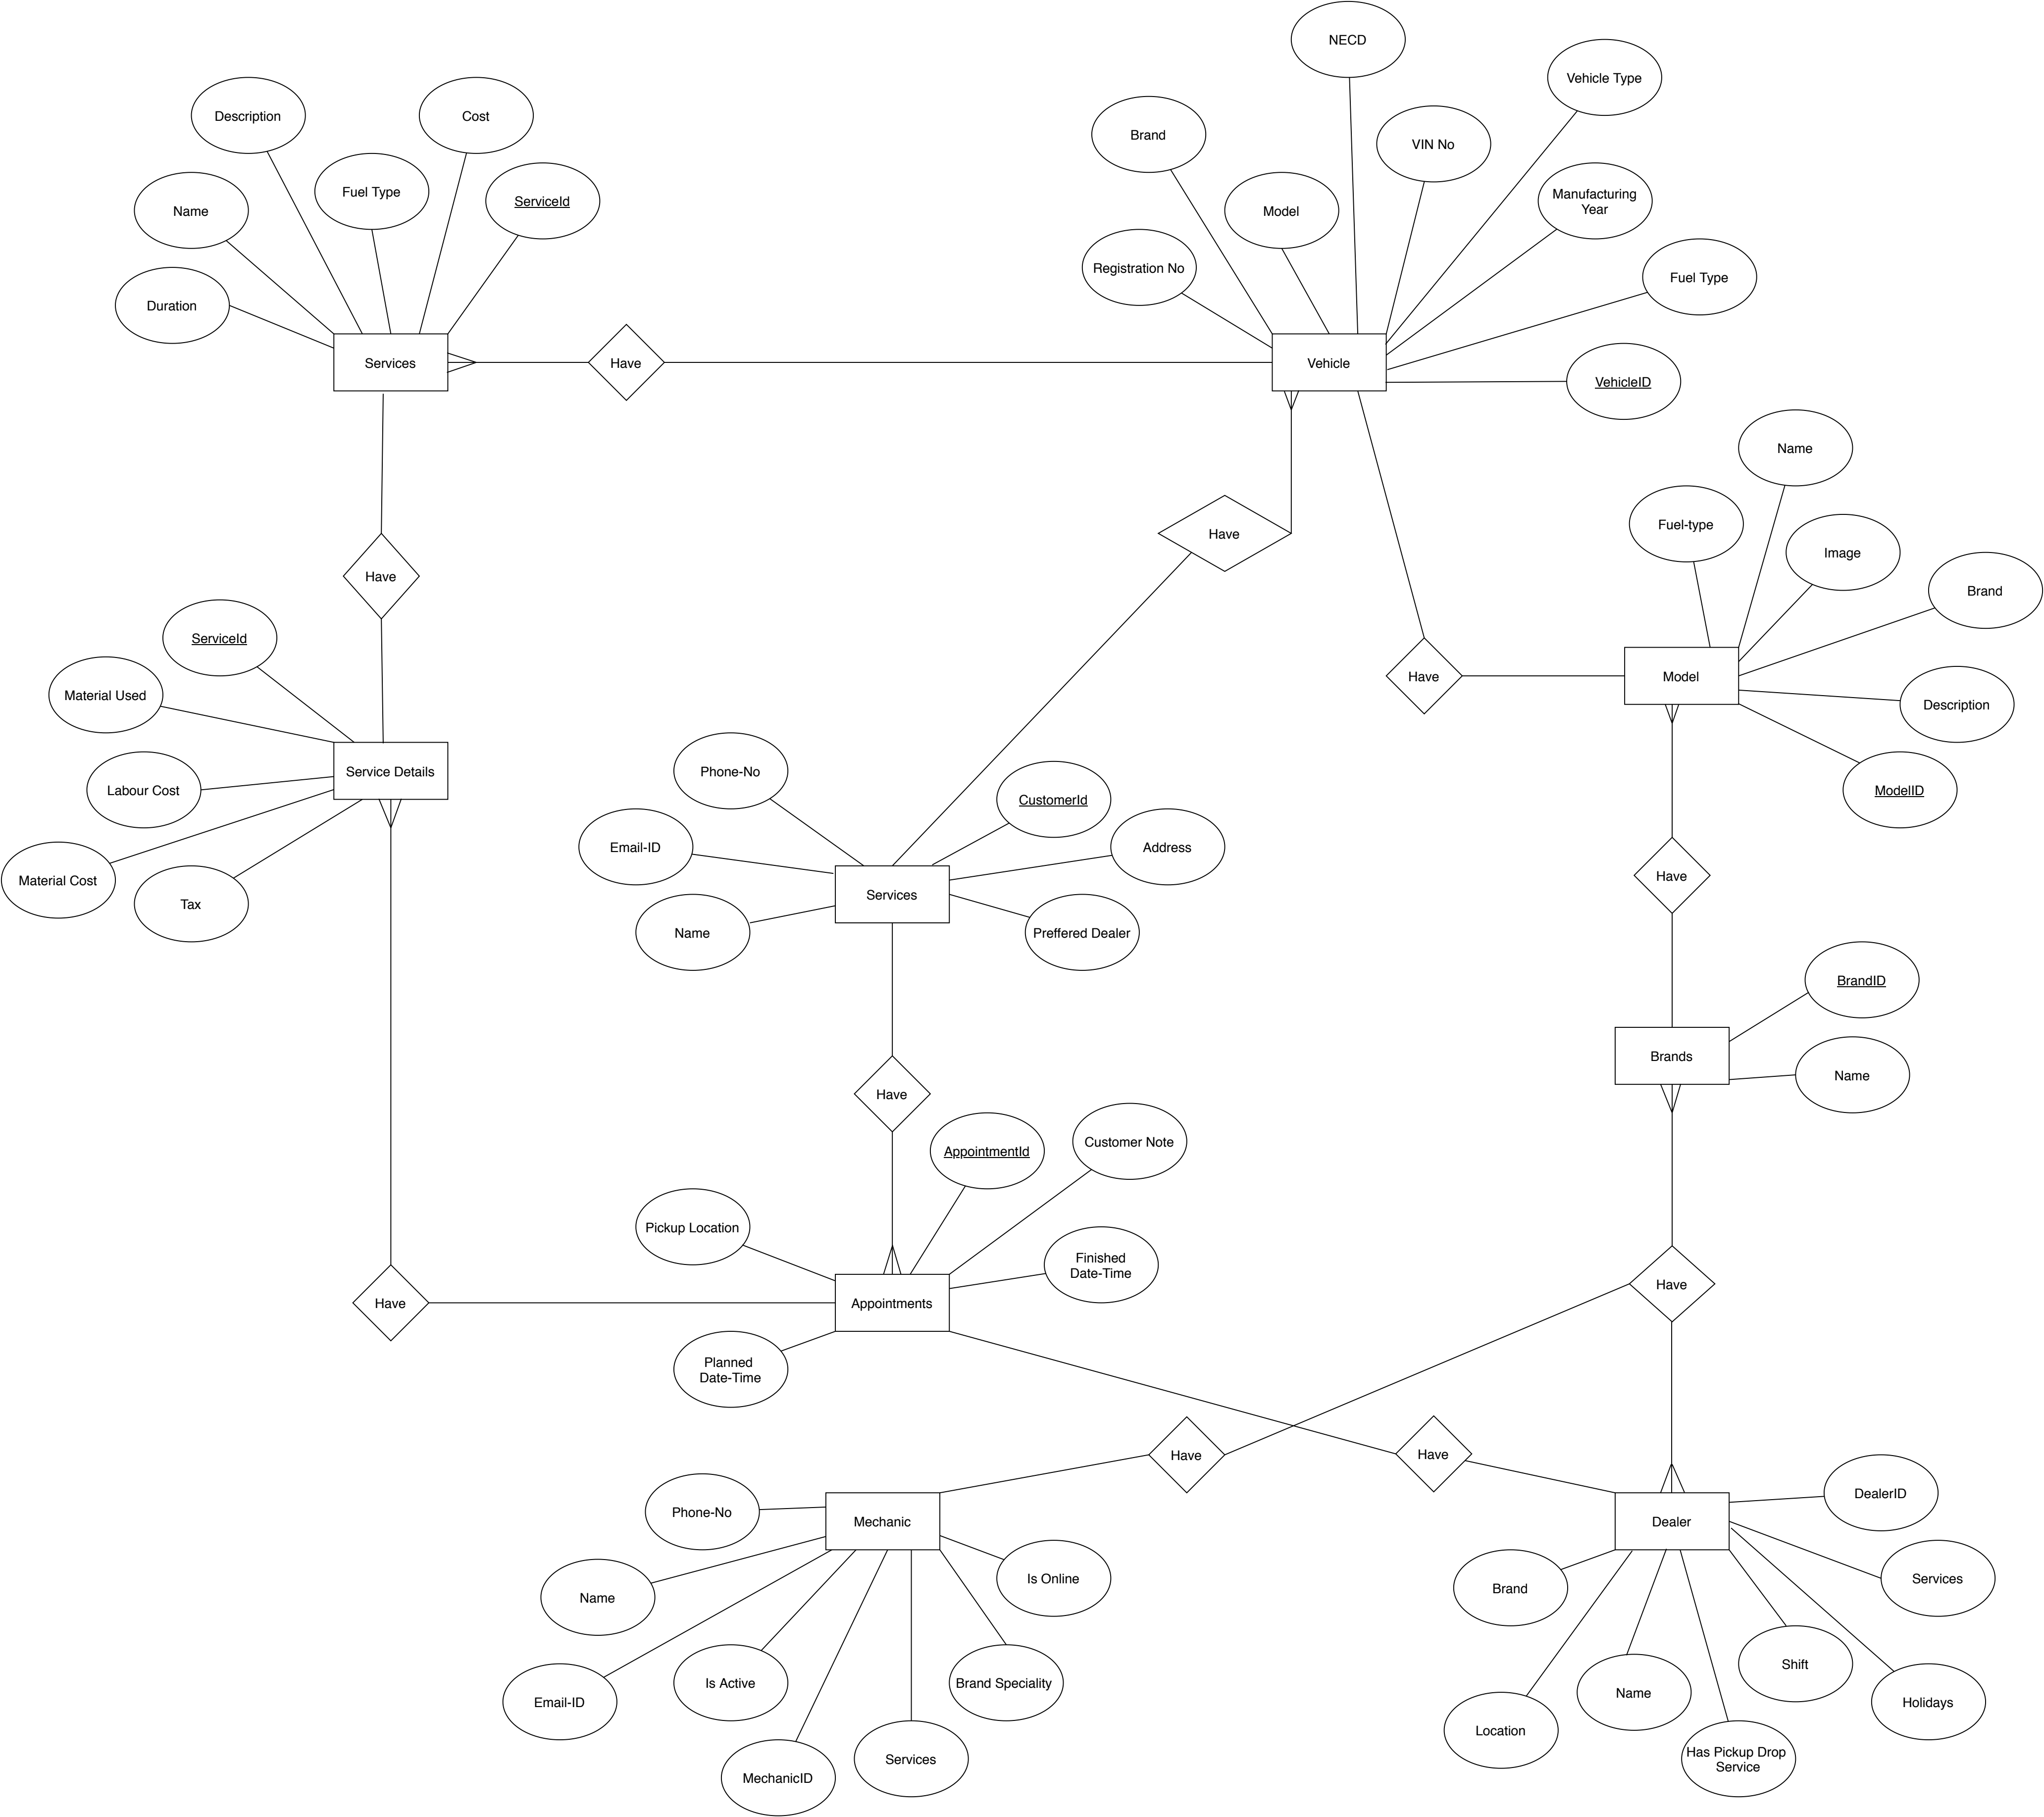 NECD
Vehicle Type
Description
Cost
Brand
VIN No
Fuel Type
ServiceId
Manufacturing
Year
Name
Model
Registration No
Fuel Type
Duration
Services
Have
Vehicle
VehicleID
Name
Fuel-type
Have
Image
Have
Brand
ServiceId
Material Used
Have
Model
Description
Service Details
Phone-No
CustomerId
Labour Cost
ModelID
Email-ID
Address
Material Cost
Tax
Services
Have
Name
Preffered Dealer
BrandID
Brands
Name
Have
AppointmentId
Customer Note
Pickup Location
Finished
Date-Time
Have
Appointments
Have
Planned
Date-Time
Have
Have
Phone-No
Mechanic
Dealer
DealerID
Name
Is Online
Brand
Services
Email-ID
Is Active
Brand Speciality
Location
Name
Shift
Holidays
MechanicID
Services
Has Pickup Drop
Service